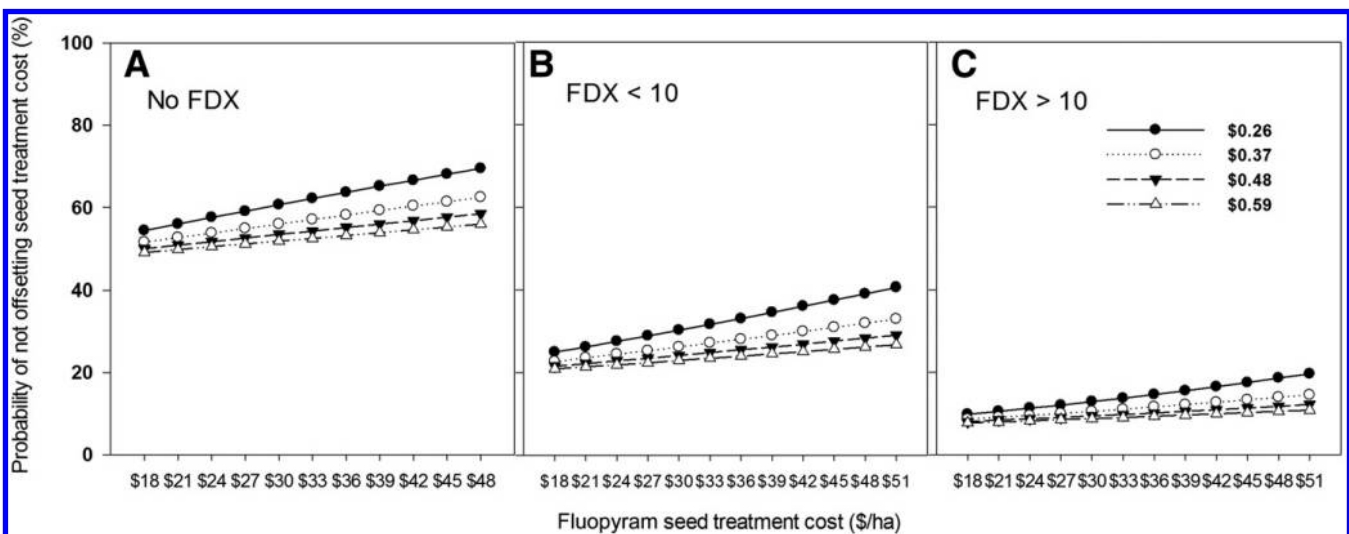 Probability of not offsetting seed treatment cost (%)
100
80
60
40
20
0
A
No FDX
B
FDX < 10
C
FDX > 10
$0.26
$0.37
$0.48
$0.59
$18 $21 $24 $27 $30 $33 $36 $39 $42 $45 $48
$18 $21 $24 $27 $30 $33 $36 $39 $42 $45 $48 $51
$18 $21 $24 $27 $30 $33 $36 $39 $42 $45 $48 $51
Fluopyram seed treatment cost ($/ha)